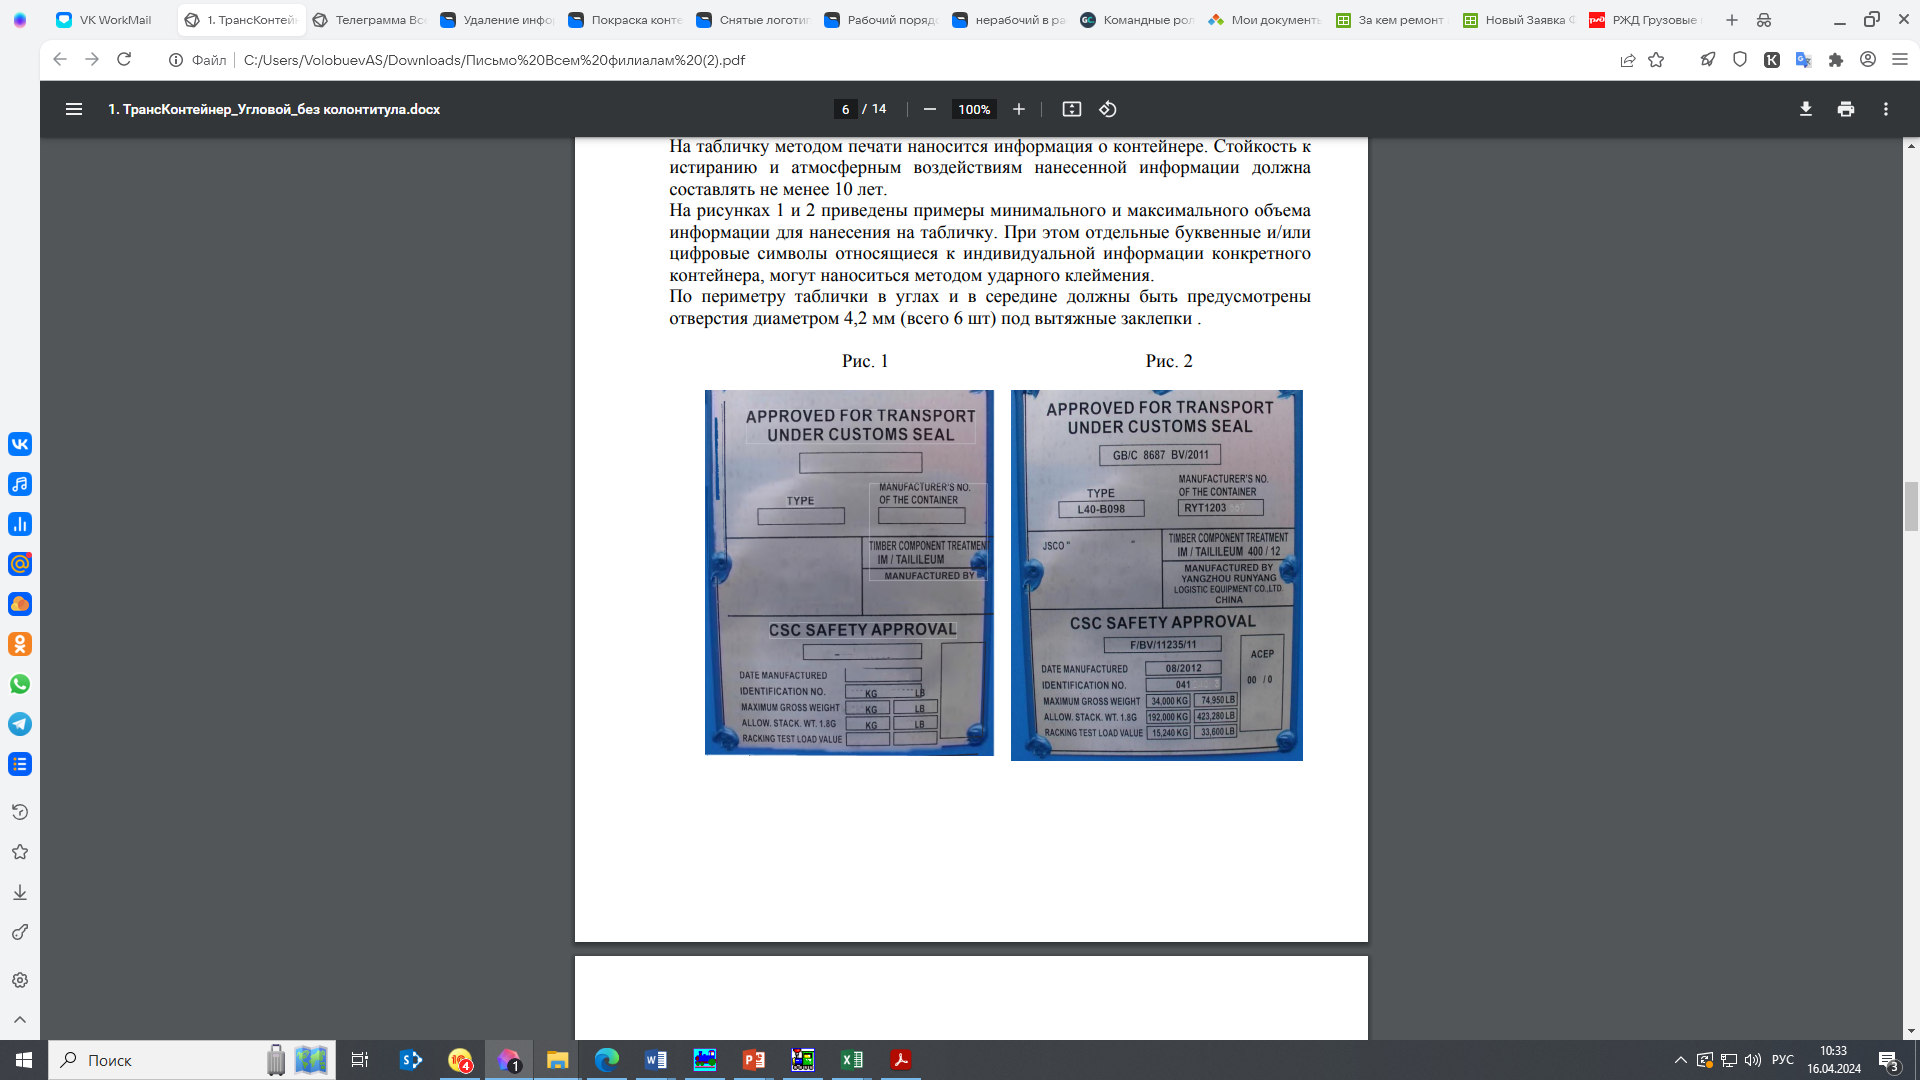 VK WorkMail
1. ТрансКонтейн
Телеграмма Вс
Удаление инфо
Покраска конте
Снятые логоти
Рабочий поряд
нерабочий в ра
Командные рол
Мои документ
За кем ремонт
Новый Заявка
РЖД Грузовые
Файл
C:/Users/VolobuevAS/Downloads/Письмо%20Всем%20филиалам%20(2).pdf
1. ТрансКонтейнер_Угловой_без колонтитула.docx
6 / 14
100%
На табличку методом печати наносится информация о контейнере. Стойкость к
истиранию и атмосферным воздействиям нанесенной информации должна
составлять не менее 10 лет.
На рисунках 1 и 2 приведены примеры минимального и максимального объема
информации для нанесения на табличку. При этом отдельные буквенные и/или
цифровые символы относящиеся к индивидуальной информации конкретного
контейнера, могут наноситься методом ударного клеймения.
По периметру таблички в углах и в середине должны быть предусмотрены
отверстия диаметром 4,2 мм (всего 6 шт) под вытяжные заклепки .
Рис. 1
Рис. 2
APPROVED FOR TRANSPORT
UNDER CUSTOMS SEAL
TYPE
MANUFACTURER'S NO.
OF THE CONTAINER
TIMBER COMPONENT TREATMENT
IM / TAILILEUM
MANUFACTURED BY
CSC SAFETY APPROVAL
DATE MANUFACTURED
IDENTIFICATION NO. KG LB
MAXIMUM GROSS WEIGHT KG LB
ALLOW. STACK. WT. 1.8G KG LB
RACKING TEST LOAD VALUE
APPROVED FOR TRANSPORT
UNDER CUSTOMS SEAL
GB/C 8687 BV/2011
TYPE
L40-B098
MANUFACTURER'S NO.
OF THE CONTAINER
RYT1203
JSCO " "
TIMBER COMPONENT TREATMENT
IM / TAILILEUM 400 / 12
MANUFACTURED BY
YANGZHOU RUNYANG
LOGISTIC EQUIPMENT CO.,LTD
CHINA
CSC SAFETY APPROVAL
F/BV/11235/11
ACEP
00 / 0
DATE MANUFACTURED 08/2012
IDENTIFICATION NO. 041
MAXIMUM GROSS WEIGHT 34,000 KG 74,950 LB
ALLOW. STACK. WT. 1.8G 192,000 KG 423,280 LB
RACKING TEST LOAD VALUE 15,240 KG 33,600 LB
Поиск
4
1
РУС
10:33
16.04.2024
3